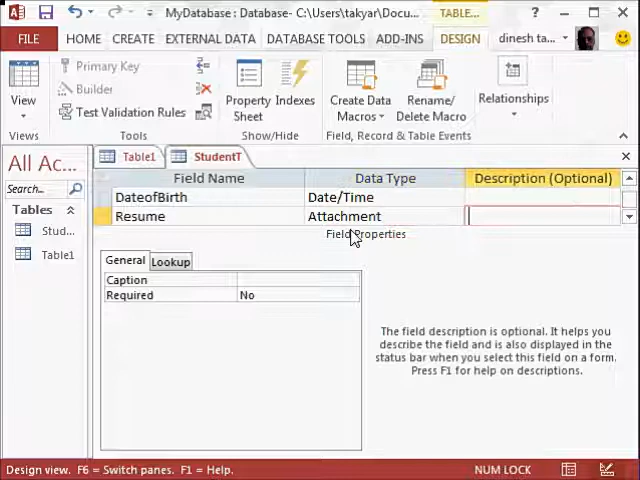 MyDatabase : Database- C:\Users\takyar\Docu...
TABLE...
FILE HOME CREATE EXTERNAL DATA DATABASE TOOLS ADD-INS DESIGN dinesh ta...
View
Primary Key
Builder
Test Validation Rules
Property Sheet
Indexes
Create Data Macros
Rename/ Delete Macro
Relationships
Views
Tools
Show/Hide
Field, Record & Table Events
All Ac...
Search...
Tables
Stud...
Table1
Table1 StudentT
Field Name Data Type Description (Optional)
DateofBirth Date/Time
Resume Attachment
Field Properties
General Lookup
Caption
Required No
The field description is optional. It helps you
describe the field and is also displayed in the
status bar when you select this field on a form.
Press F1 for help on descriptions.
Design view. F6 = Switch panes. F1 = Help. NUM LOCK